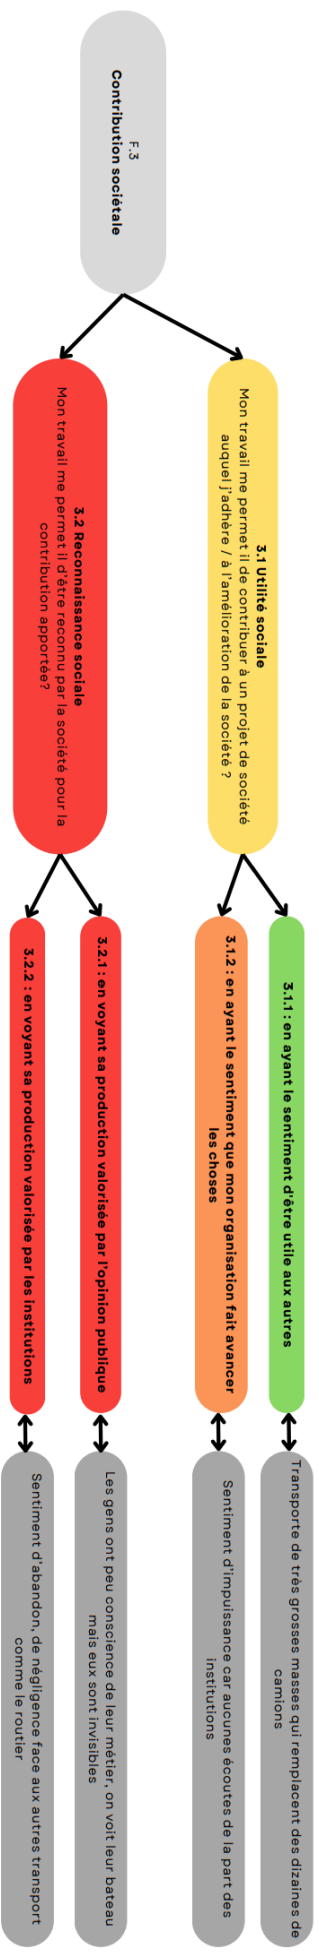 F.3
Contribution sociétale
3.1 Utilité sociale
Mon travail me permet il de contribuer à un projet de société
auquel j'adhère / à l'amélioration de la société ?
3.1.1 : en ayant le sentiment d'être utile aux autres
Transporte de très grosses masses qui remplacent des dizaines de
camions
3.1.2 : en ayant le sentiment que mon organisation fait avancer
les choses
Sentiment d'impuissance car aucunes écoutes de la part des
institutions
3.2 Reconnaissance sociale
Mon travail me permet il d'être reconnu par la société pour la
contribution apportée?
3.2.1 : en voyant sa production valorisée par l'opinion publique
Les gens ont peu conscience de leur métier, on voit leur bateau
mais eux sont invisibles
3.2.2 : en voyant sa production valorisée par les institutions
Sentiment d'abandon, de négligence face aux autres transport
comme le routier